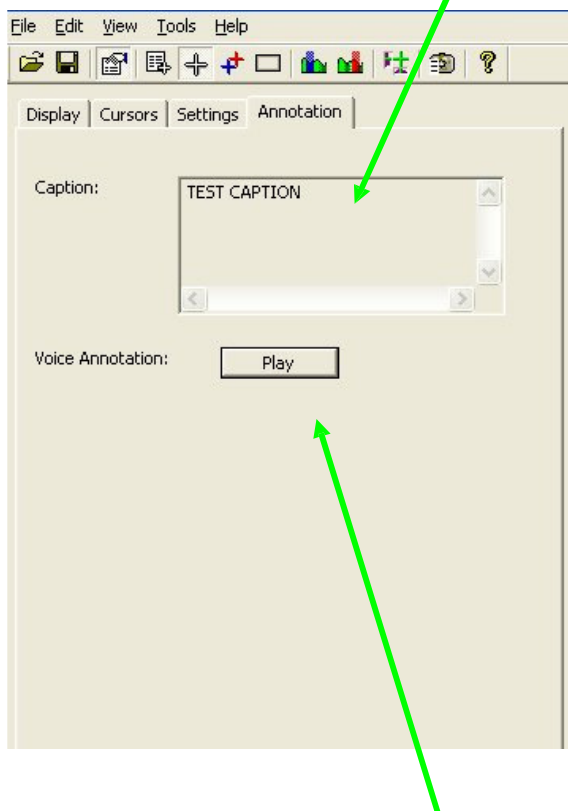 File Edit View Tools Help
Display Cursors Settings Annotation
Caption:
TEST CAPTION
Voice Annotation:
Play